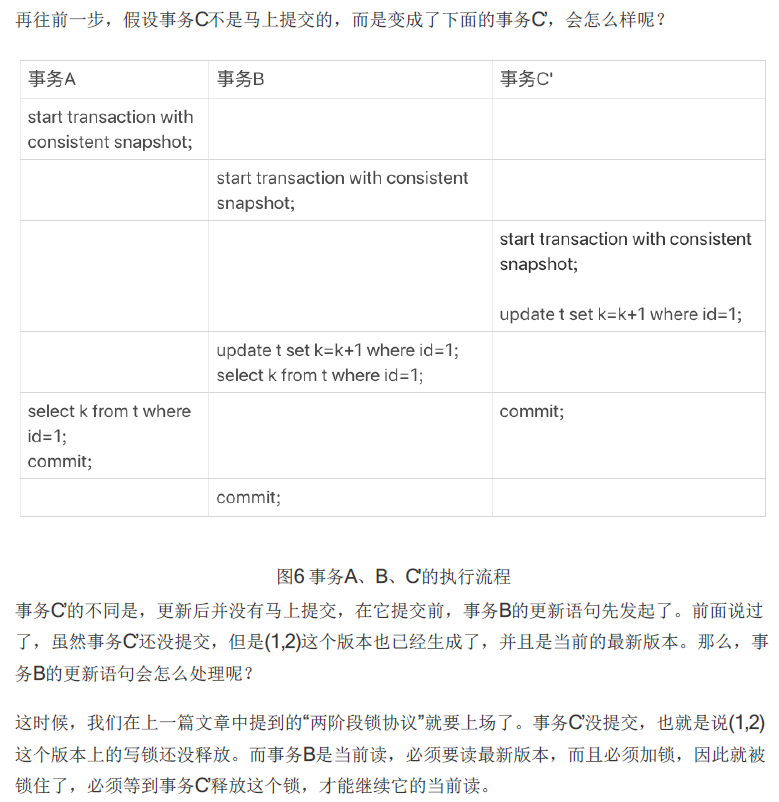 再往前一步，假设事务C不是马上提交的，而是变成了下面的事务C'，会怎么样呢？
事务A
事务B
事务C'
start transaction with
consistent snapshot;
start transaction with consistent
snapshot;
start transaction with consistent
snapshot;
update t set k=k+1 where id=1;
update t set k=k+1 where id=1;
select k from t where id=1;
select k from t where
id=1;
commit;
commit;
commit;
图6 事务A、B、C'的执行流程
事务C'的不同是，更新后并没有马上提交，在它提交前，事务B的更新语句先发起了。前面说过
了，虽然事务C'还没提交，但是(1,2)这个版本也已经生成了，并且是当前的最新版本。那么，事
务B的更新语句会怎么处理呢？
这时候，我们在上一篇文章中提到的“两阶段锁协议”就要上场了。事务C'没提交，也就是说(1,2)
这个版本上的写锁还没释放。而事务B是当前读，必须要读最新版本，而且必须加锁，因此就被
锁住了，必须等到事务C'释放这个锁，才能继续它的当前读。